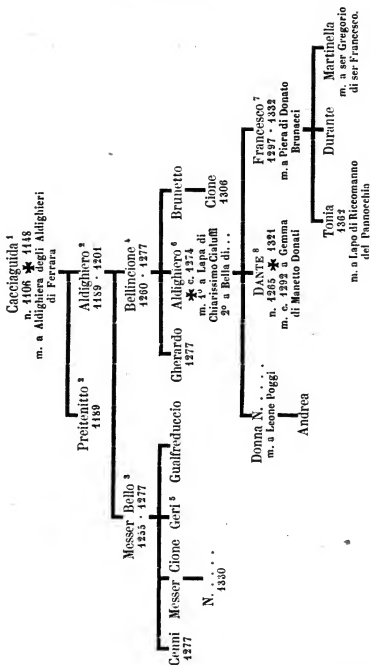 Cacciaguida ¹
n. 1106 ✱ 1148
m. a Aldighiera degli Aldighieri
di Ferrara
Preitenitto ²
1189
Aldighiero ²
1189 - 1201
Messer Bello ³
1255 - 1277
Bellincione ⁴
1260 - 1277
Cenni
1277
Messer Cione
Geri ⁵
Gualfreduccio
N. . . . .
1330
Gherardo
1277
Aldighiero ⁶
✱ c. 1274
m. 1º a Lapa di
Chiarissimo Cialuffi
2º a Bella di...
Brunetto
Cione
1306
Donna N. . . . .
m. a Leone Poggi
Andrea
DANTE ⁸
n. 1265 ✱ 1321
m. c. 1292 a Gemma
di Manetto Donati
Francesco ⁷
1297 - 1332
m. a Piera di Donato
Brunacci
Tonia
1362
m. a Lapo di Riccomanno
del Pannocchia
Durante
Martinella
m. a ser Gregorio
di ser Francesco.